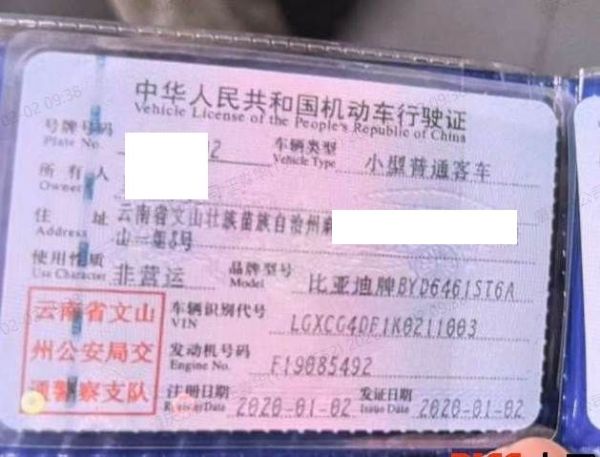 中华人民共和国机动车行驶证
Vehicle License of the People's Republic of China
号牌号码 车辆类型 小型普通客车
Plate No. Vehicle Type
所有人
Owner
住址 云南省文山壮族苗族自治州
Address
使用性质 非营运 品牌型号 比亚迪牌BYD6461ST6A
Use Character Model
云南省文山 车辆识别代号 LGXCG4DF1K0211003
VIN
州公安局交 发动机号码 F19085492
Engine No.
通警察支队 注册日期 2020-01-02 发证日期 2020-01-02
Register Date Issue Date